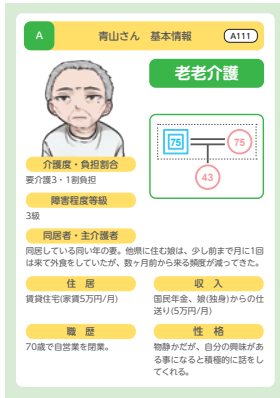 A 青山さん 基本情報 A111
老老介護
75 75
43
介護度・負担割合
要介護3・1割負担
障害程度等級
3級
同居者・主介護者
同居している同い年の妻。他県に住む娘は、少し前まで月に1回
は来て外食をしていたが、数ヶ月前から来る頻度が減ってきた。
住 居
賃貸住宅(家賃5万円/月)
収 入
国民年金、娘(独身)からの仕
送り(5万円/月)
職 歴
70歳で自営業を閉業。
性 格
物静かだが、自分の興味があ
る事になると積極的に話をし
てくれる。